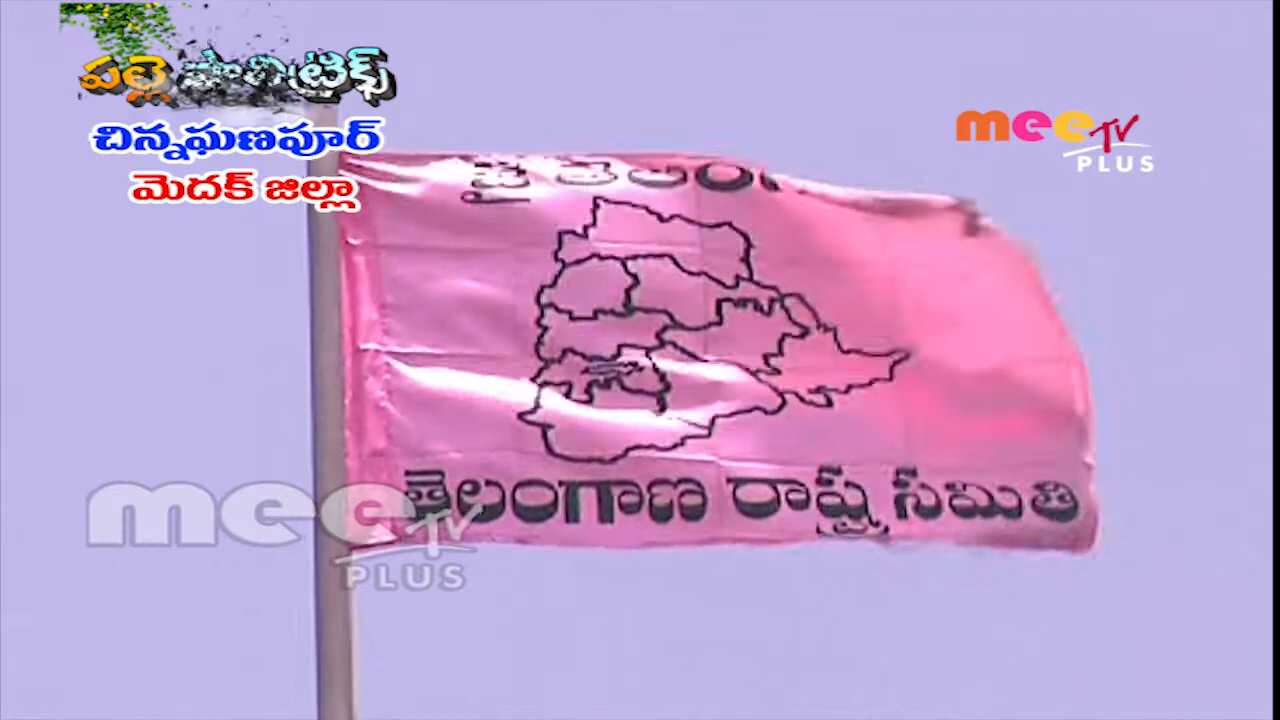 పల్లె పాలిట్రిక్స్
చిన్నఘణపూర్
మెదక్ జిల్లా
mee TV
PLUS
జై తెలంగ
తెలంగాణ రాష్ట్ర సమితి
mee TV
PLUS